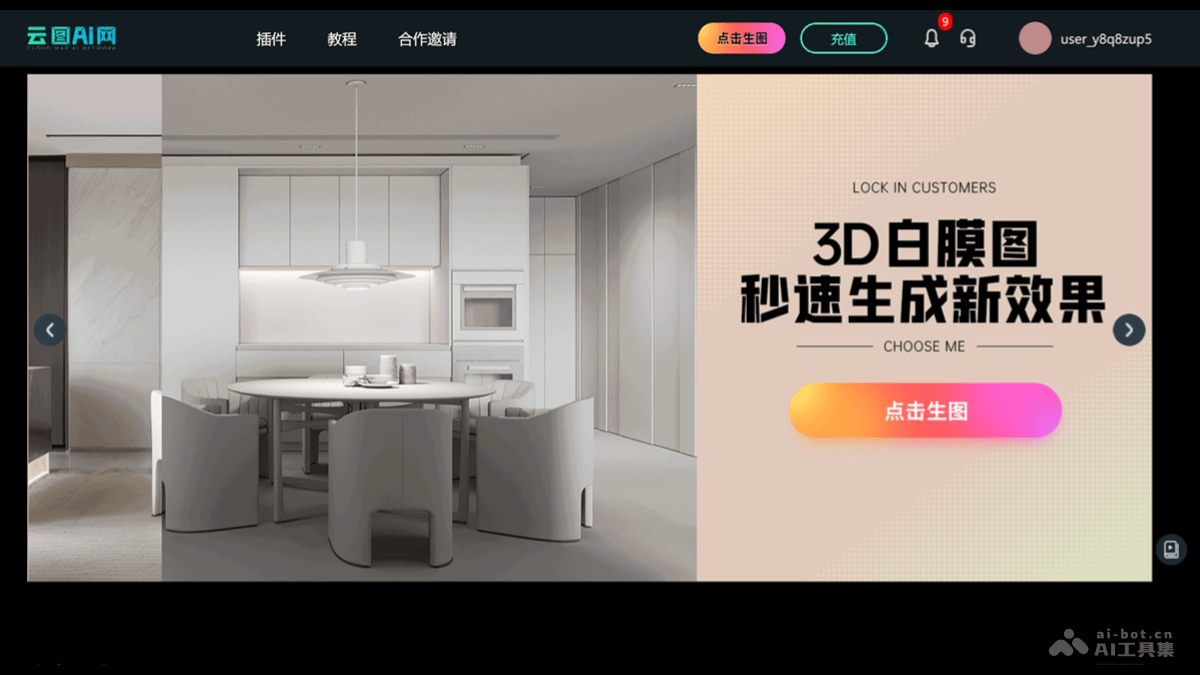 云图AI网
插件
教程
合作邀请
点击生图
充值
9
user_y8q8zup5
LOCK IN CUSTOMERS
3D白膜图
秒速生成新效果
CHOOSE ME
点击生图
ai-bot.cn
AI工具集